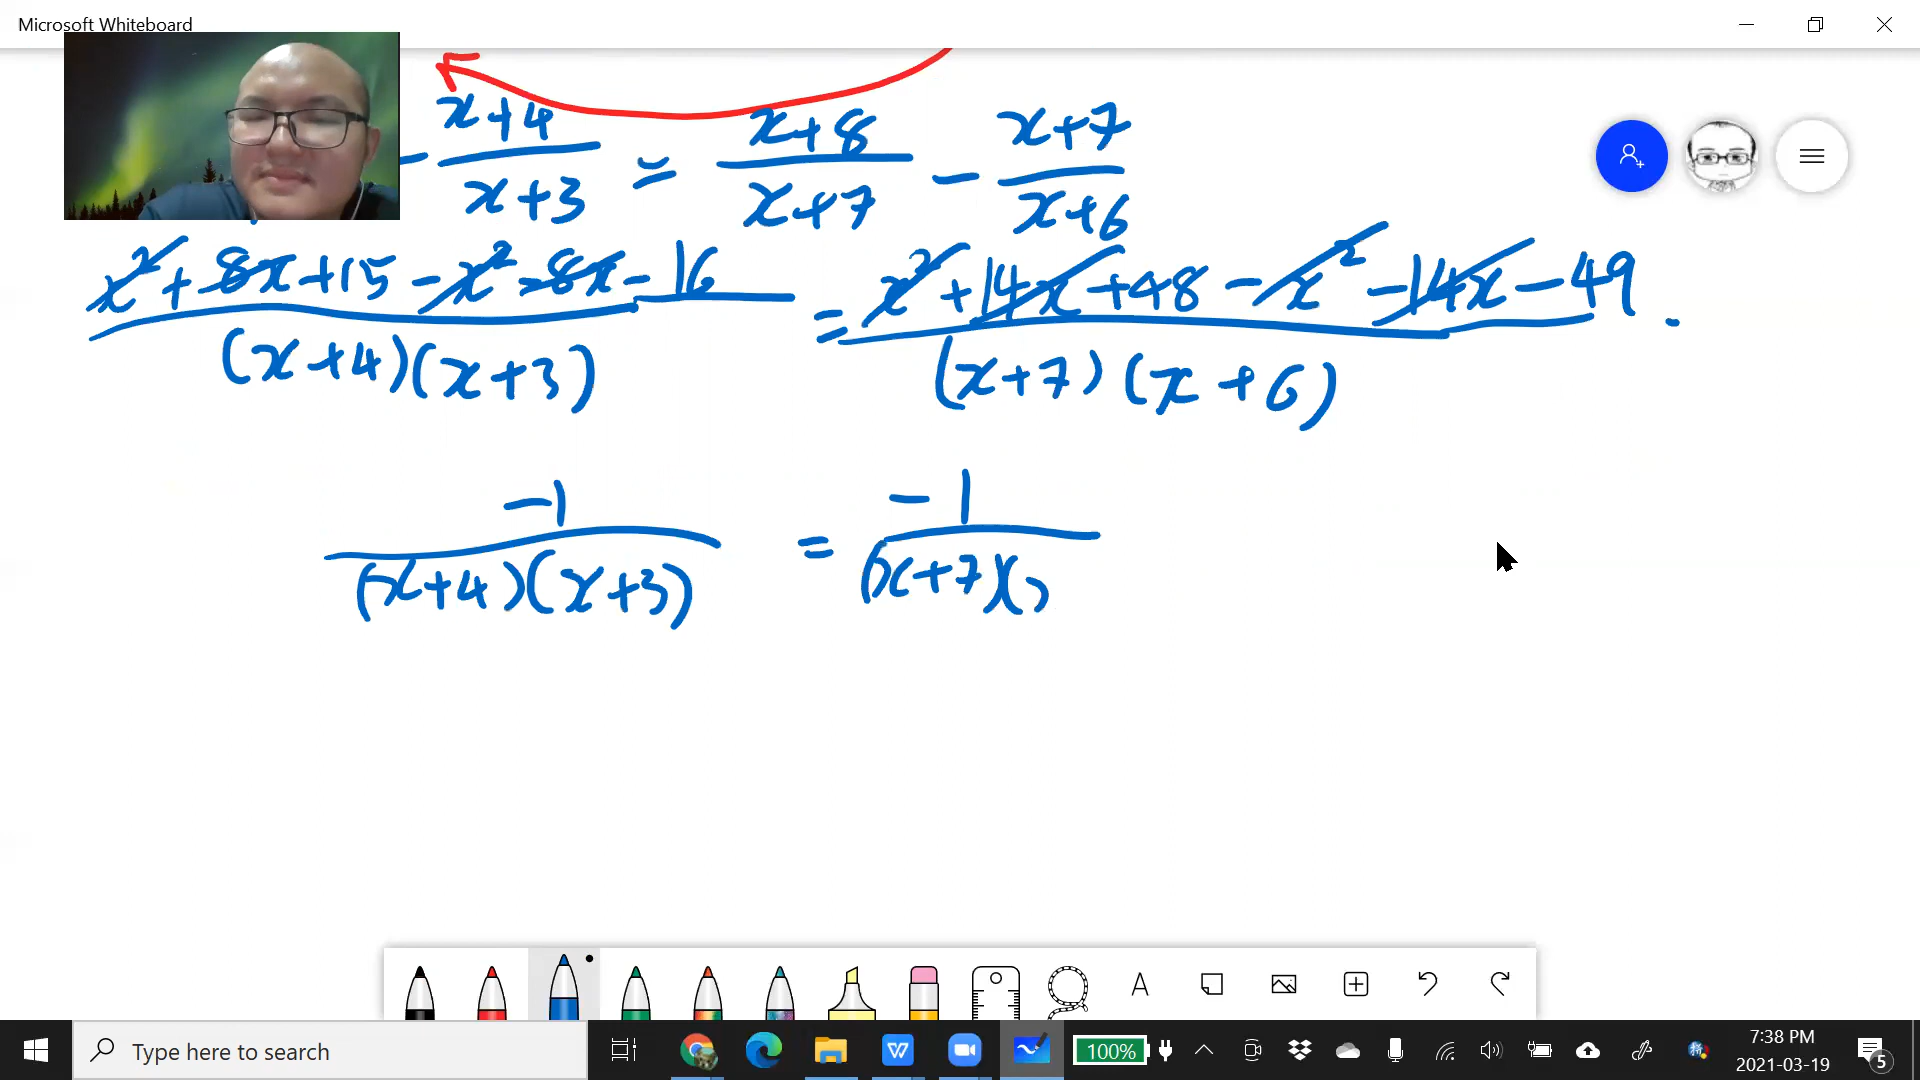 Microsoft Whiteboard
- x+4/x+3 = x+8/x+7 - x+7/x+6
x²+8x+15-x²-8x-16/(x+4)(x+3) = x²+14x+48-x²-14x-49/(x+7)(x+6) .
-1/(x+4)(x+3) = -1/(x+7)(
A
Type here to search
W
100%
7:38 PM
2021-03-19
5